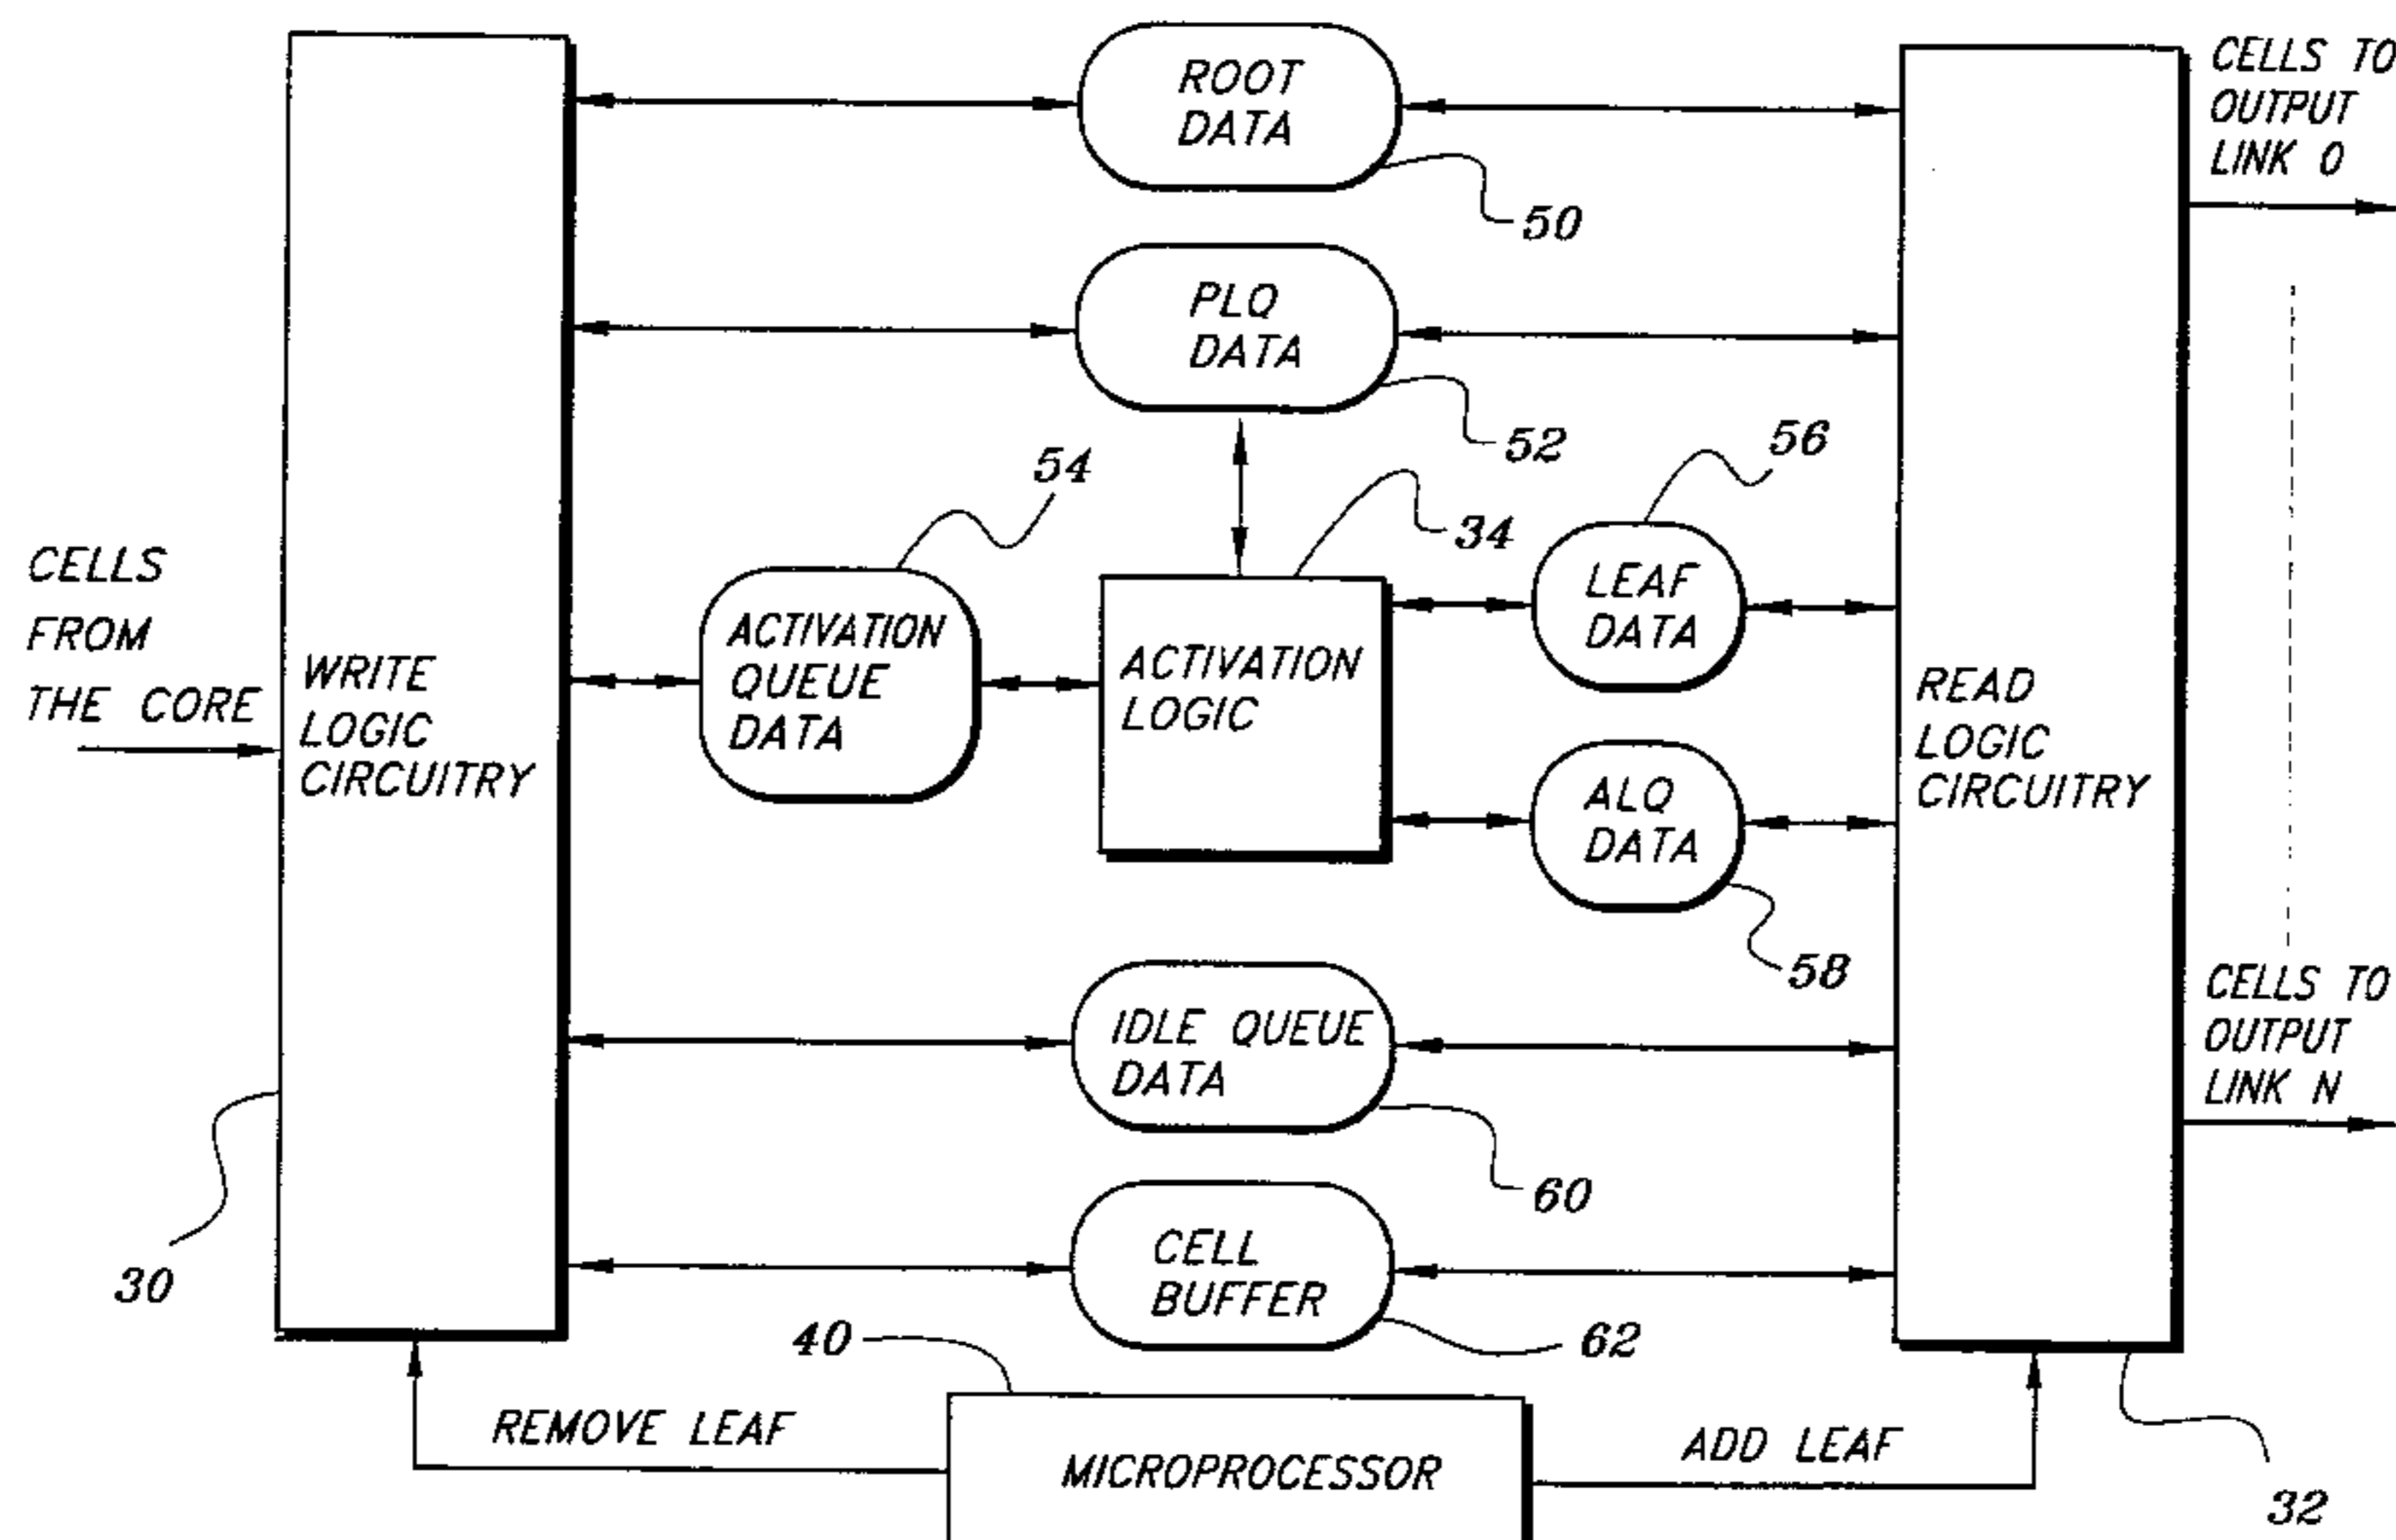 ROOT
DATA
50
CELLS TO
OUTPUT
LINK 0
PLQ
DATA
52
54
34
56
CELLS
FROM
THE CORE
WRITE
LOGIC
CIRCUITRY
ACTIVATION
QUEUE
DATA
ACTIVATION
LOGIC
LEAF
DATA
ALQ
DATA
58
READ
LOGIC
CIRCUITRY
IDLE QUEUE
DATA
60
CELLS TO
OUTPUT
LINK N
CELL
BUFFER
62
30
40
REMOVE LEAF
MICROPROCESSOR
ADD LEAF
32